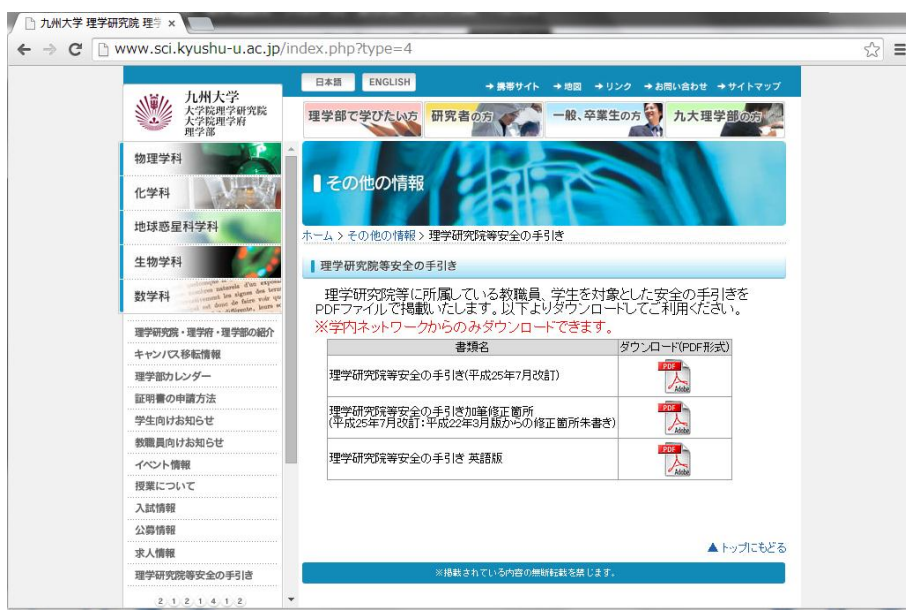 九州大学 理学研究院 理学
www.sci.kyushu-u.ac.jp/index.php?type=4
九州大学
大学院理学研究院
大学院理学府
理学部
日本語 ENGLISH
→携帯サイト →地図 →リンク →お問い合わせ →サイトマップ
理学部で学びたい方 研究者の方 一般、卒業生の方 九大理学部の方
物理学科
化学科
地球惑星科学科
生物学科
数学科
理学研究院・理学府・理学部の紹介
キャンパス移転情報
理学部カレンダー
証明書の申請方法
学生向けお知らせ
教職員向けお知らせ
イベント情報
授業について
入試情報
公募情報
求人情報
理学研究院等安全の手引き
2 1 2 1 4 1 2
その他の情報
ホーム > その他の情報 > 理学研究院等安全の手引き
理学研究院等安全の手引き
理学研究院等に所属している教職員、学生を対象とした安全の手引きを
PDFファイルで掲載いたします。以下よりダウンロードしてご利用ください。
※学内ネットワークからのみダウンロードできます。
書類名 ダウンロード(PDF形式)
理学研究院等安全の手引き(平成25年7月改訂)
PDF Adobe
理学研究院等安全の手引き加筆修正箇所
(平成25年7月改訂：平成22年3月版からの修正箇所朱書き)
PDF Adobe
理学研究院等安全の手引き 英語版
PDF Adobe
▲トップにもどる
※掲載されている内容の無断転載を禁じます。